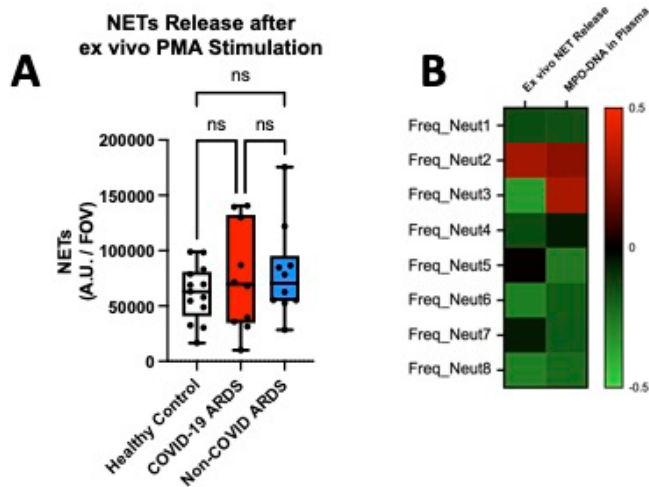 NETs Release after
ex vivo PMA Stimulation
A
ns
ns
ns
200000
150000
100000
50000
0
NETs
(A.U. / FOV)
Healthy Control
COVID-19 ARDS
Non-COVID ARDS
B
Ex vivo NET Release
MPO-DNA in Plasma
Freq_Neut1
Freq_Neut2
Freq_Neut3
Freq_Neut4
Freq_Neut5
Freq_Neut6
Freq_Neut7
Freq_Neut8
0.5
0
-0.5